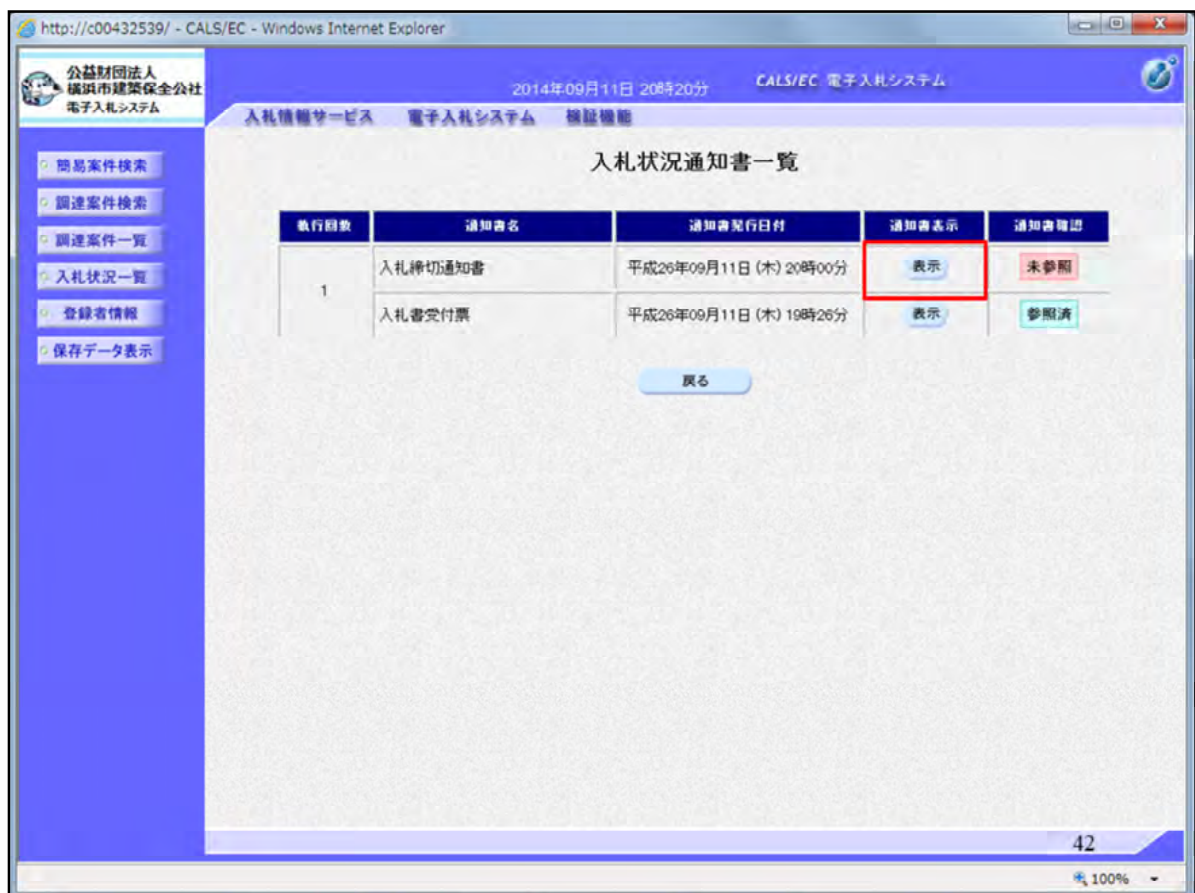 http://c00432539/ - CALS/EC - Windows Internet Explorer
公益財団法人
横浜市建築保全公社
電子入札システム
2014年09月11日 20時20分
CALS/EC 電子入札システム
入札情報サービス 電子入札システム 検証機能
簡易案件検索
調達案件検索
調達案件一覧
入札状況一覧
登録者情報
保存データ表示
入札状況通知書一覧
執行回数 通知書名 通知書発行日付 通知書表示 通知書確認
1
入札締切通知書 平成26年09月11日(木) 20時00分 表示 未参照
入札書受付票 平成26年09月11日(木) 19時26分 表示 参照済
戻る
42
100%